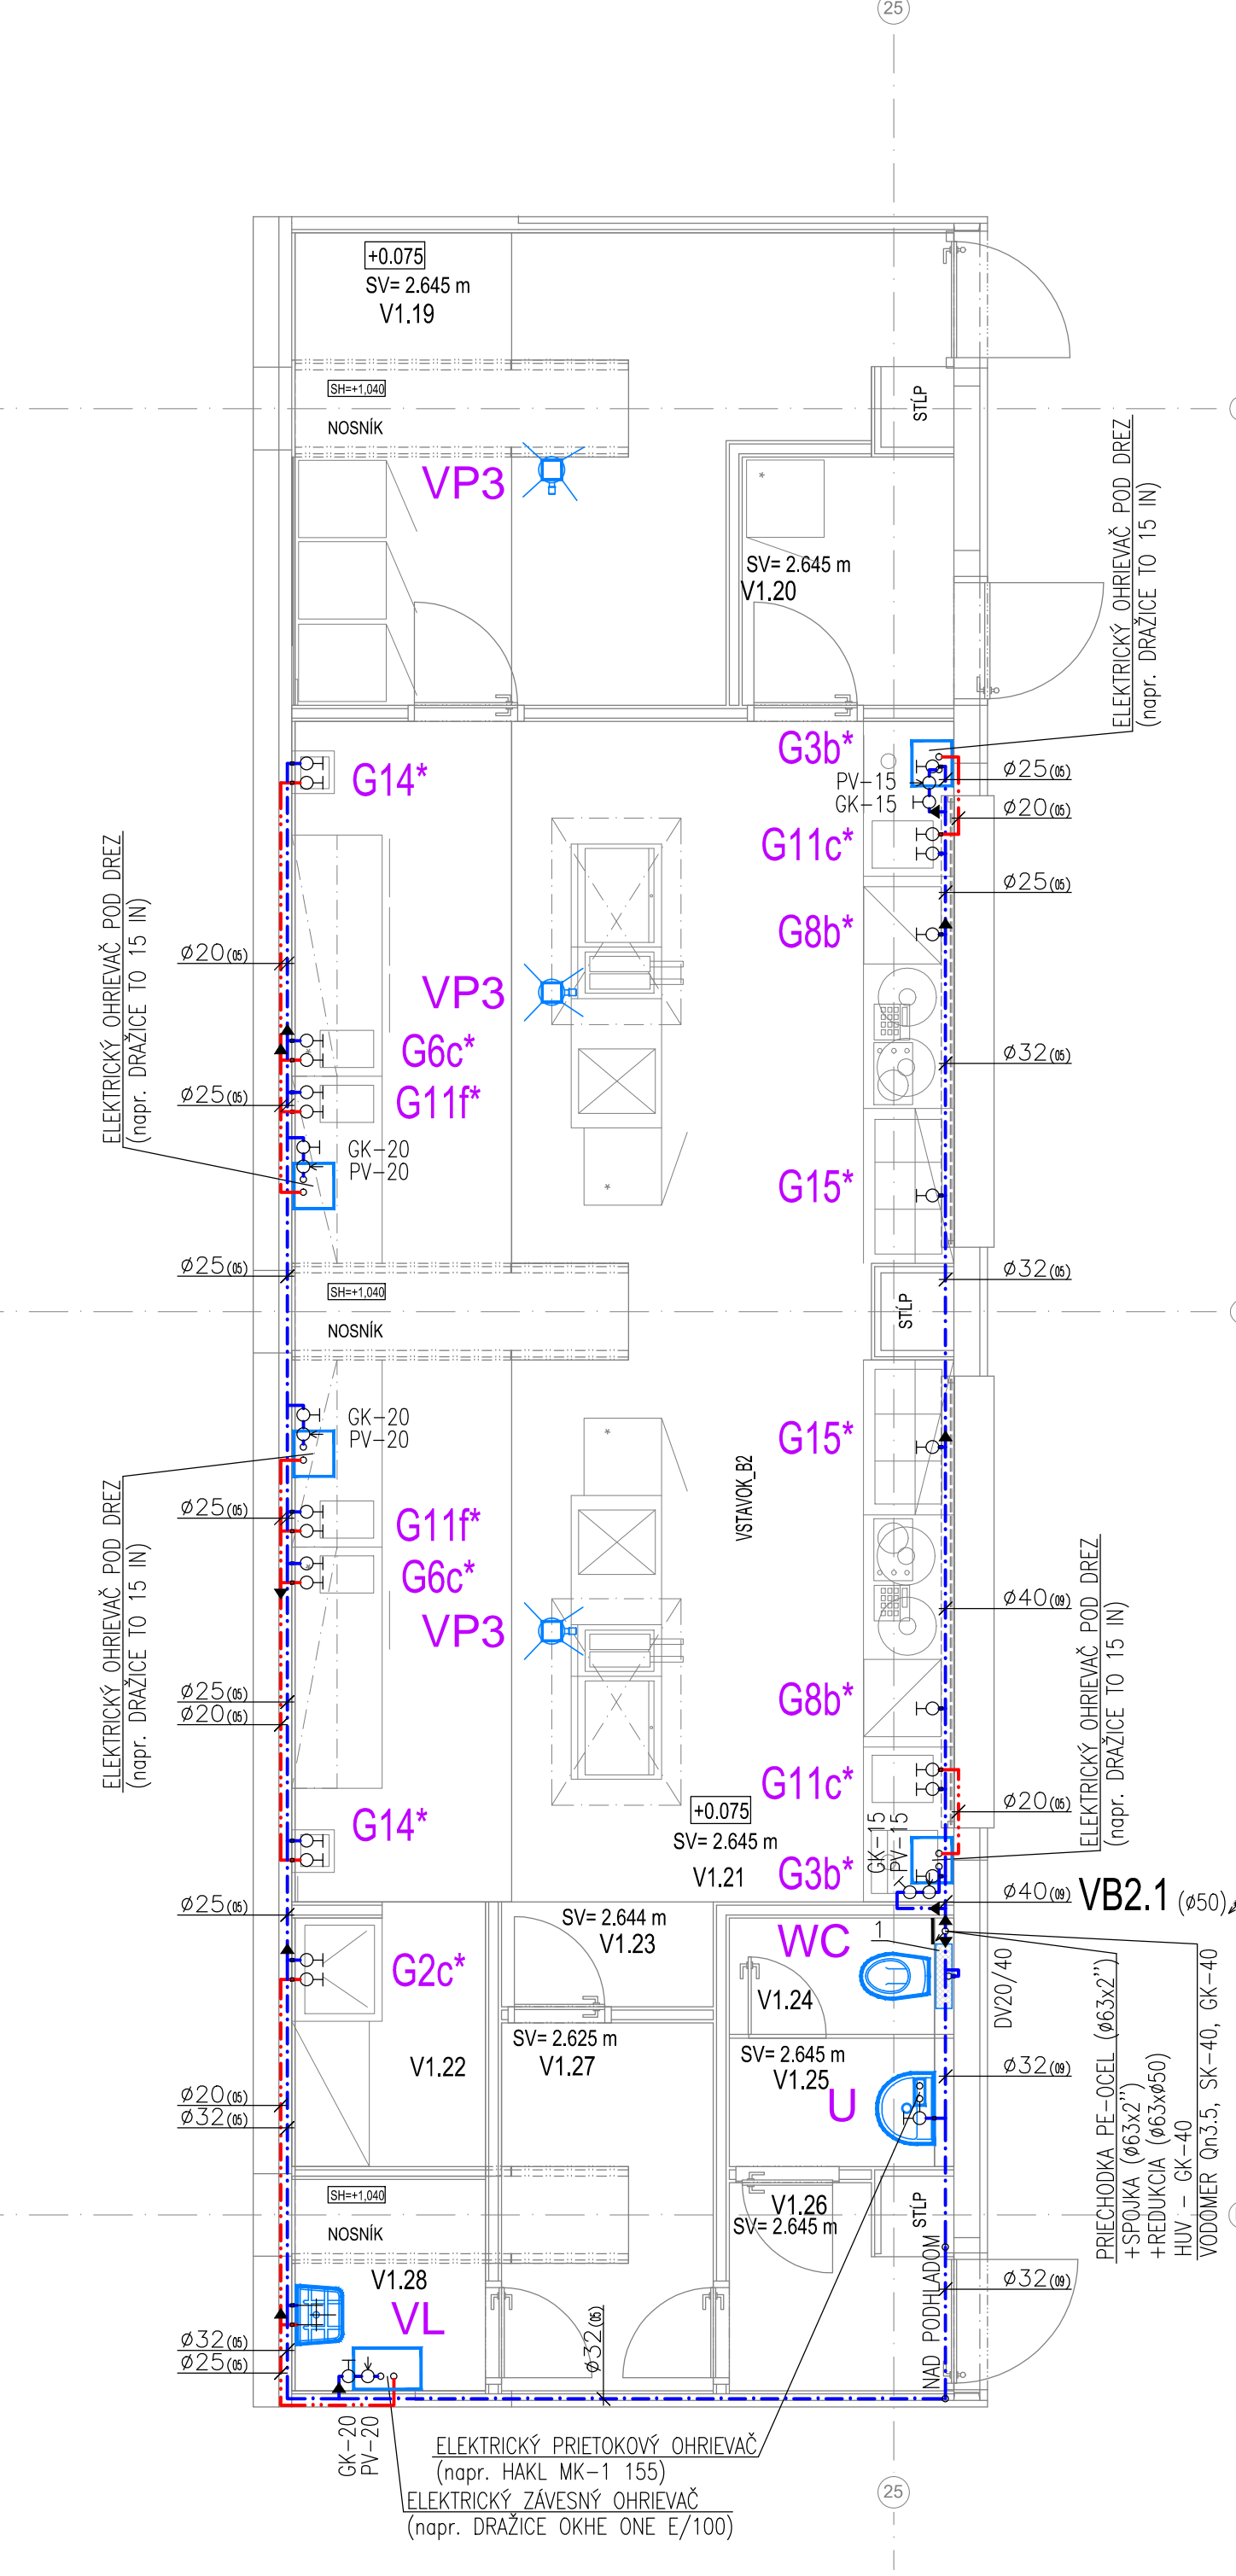 25
+0.075
SV= 2.645 m
V1.19
SH=+1,040
NOSNÍK
STĹP
VP3
SV= 2.645 m
V1.20
ELEKTRICKÝ OHRIEVAČ POD DREZ
(napr. DRAŽICE TO 15 IN)
G3b*
G14*
PV-15
GK-15
ø25(05)
ø20(05)
G11c*
ø25(05)
G8b*
ELEKTRICKÝ OHRIEVAČ POD DREZ
(napr. DRAŽICE TO 15 IN)
ø20(05)
VP3
G6c*
ø32(05)
G11f*
ø25(05)
GK-20
PV-20
G15*
ø25(05)
ø32(05)
SH=+1,040
NOSNÍK
STĹP
GK-20
PV-20
G15*
VSTAVOK_B2
ELEKTRICKÝ OHRIEVAČ POD DREZ
(napr. DRAŽICE TO 15 IN)
ø25(05)
G11f*
G6c*
VP3
ø40(09)
ELEKTRICKÝ OHRIEVAČ POD DREZ
(napr. DRAŽICE TO 15 IN)
ø25(05)
ø20(05)
G8b*
G11c*
+0.075
SV= 2.645 m
V1.21
G14*
ø20(05)
GK-15
PV-15
G3b*
ø25(05)
ø40(09)
VB2.1 (ø50)
SV= 2.644 m
V1.23
WC
1
G2c*
V1.24
DV20/40
V1.22
SV= 2.625 m
V1.27
SV= 2.645 m
V1.25
U
ø32(09)
ø20(05)
ø32(05)
PRIECHODKA PE-OCEL (ø63x2")
+SPOJKA (ø63x2")
+REDUKCIA (ø63xø50)
HUV - GK-40
VODOMER Qn3.5, SK-40, GK-40
SH=+1,040
NOSNÍK
V1.26
SV= 2.645 m
STĹP
V1.28
VL
NAD PODHLADOM
ø32(09)
ø32(05)
ø25(05)
ø32(05)
GK-20
PV-20
ELEKTRICKÝ PRIETOKOVÝ OHRIEVAČ
(napr. HAKL MK-1 155)
ELEKTRICKÝ ZÁVESNÝ OHRIEVAČ
(napr. DRAŽICE OKHE ONE E/100)
25